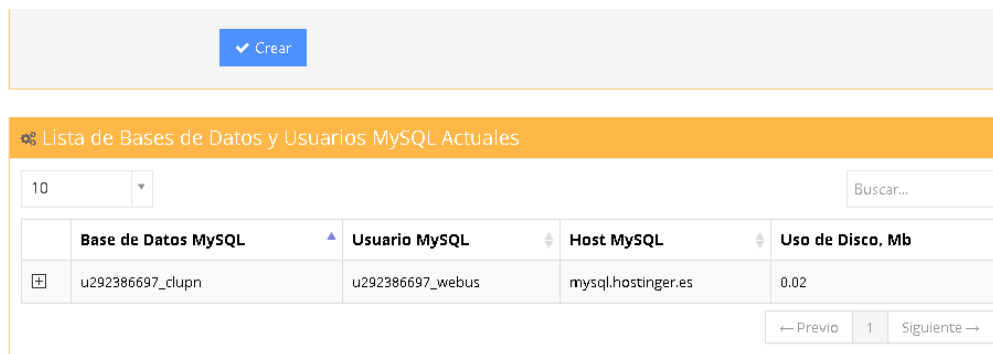 Crear
Lista de Bases de Datos y Usuarios MySQL Actuales
10
Buscar...
Base de Datos MySQL Usuario MySQL Host MySQL Uso de Disco, Mb
u292386697_clupn u292386697_webus mysql.hostinger.es 0.02
← Previo 1 Siguiente →